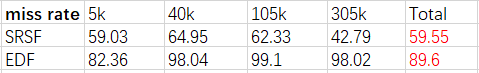 miss rate 5k 40k 105k 305k Total
SRSF 59.03 64.95 62.33 42.79 59.55
EDF 82.36 98.04 99.1 98.02 89.6